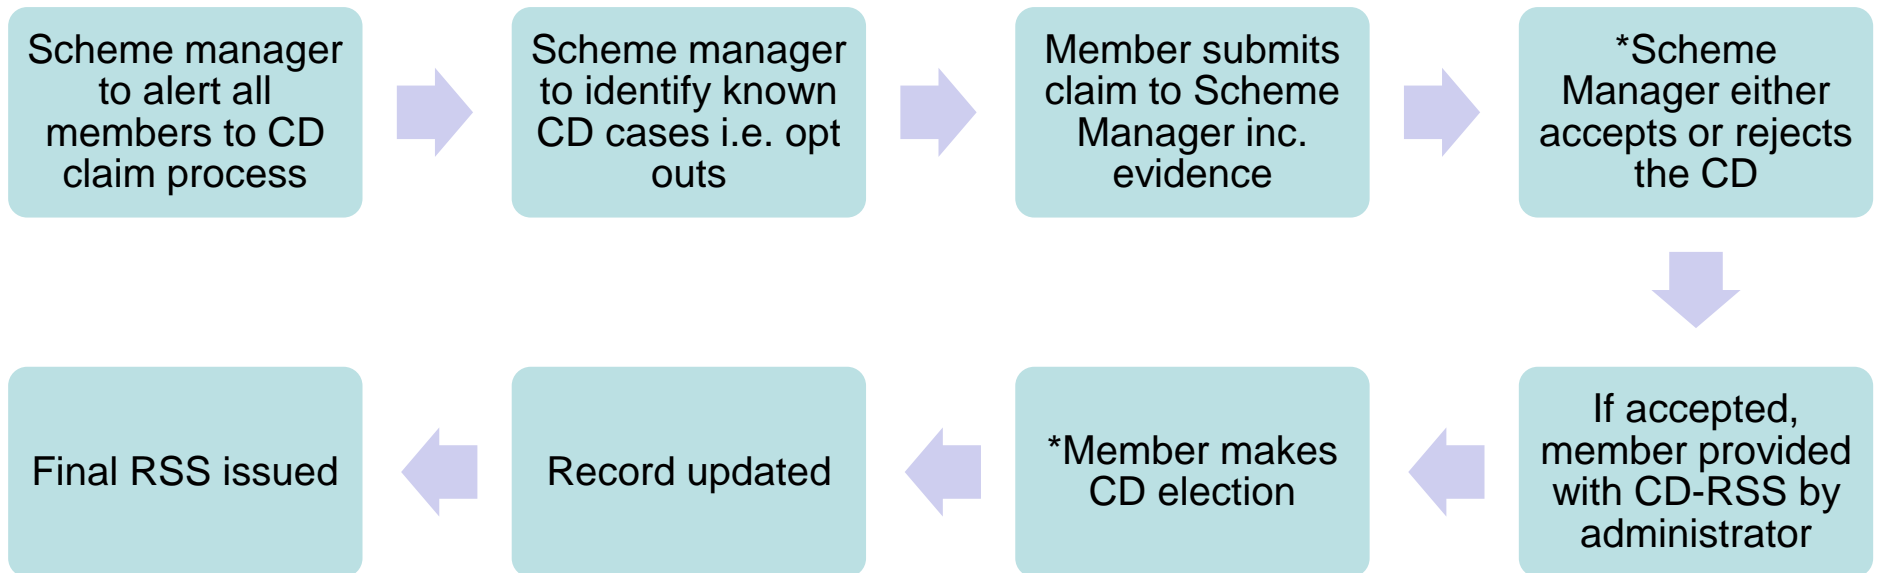 Scheme manager
to alert all
members to CD
claim process
Scheme manager
to identify known
CD cases i.e. opt
outs
Member submits
claim to Scheme
Manager inc.
evidence
*Scheme
Manager either
accepts or rejects
the CD
If accepted,
member provided
with CD-RSS by
administrator
*Member makes
CD election
Record updated
Final RSS issued